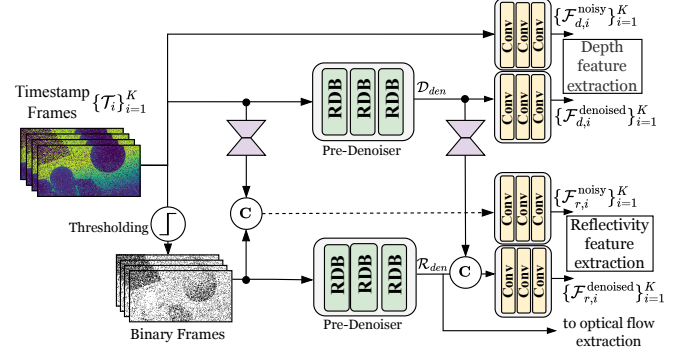 Timestamp
Frames {𝒯ᵢ}ᴷᵢ₌₁
Thresholding
Binary Frames
C
RDB RDB RDB
Pre-Denoiser
𝒟_den
RDB RDB RDB
Pre-Denoiser
ℛ_den
C
Conv Conv Conv
{ℱ_{d,i}^{noisy}}_{i=1}^{K}
Depth
feature
extraction
Conv Conv Conv
{ℱ_{d,i}^{denoised}}_{i=1}^{K}
Conv Conv Conv
{ℱ_{r,i}^{noisy}}_{i=1}^{K}
Reflectivity
feature
extraction
Conv Conv Conv
{ℱ_{r,i}^{denoised}}_{i=1}^{K}
to optical flow
extraction